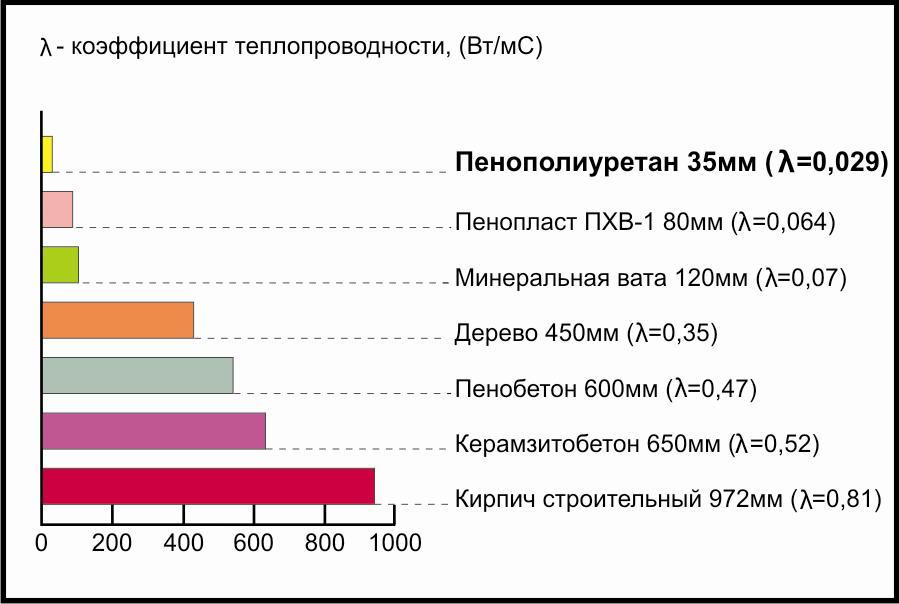 λ - коэффициент теплопроводности, (Вт/мС)
Пенополиуретан 35мм ( λ=0,029)
Пенопласт ПХВ-1 80мм (λ=0,064)
Минеральная вата 120мм (λ=0,07)
Дерево 450мм (λ=0,35)
Пенобетон 600мм (λ=0,47)
Керамзитобетон 650мм (λ=0,52)
Кирпич строительный 972мм (λ=0,81)
0 200 400 600 800 1000